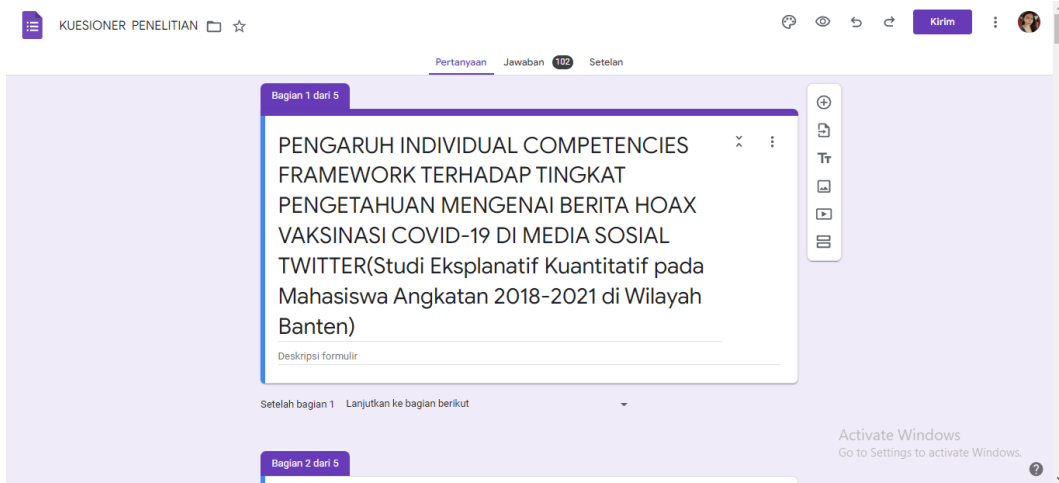 KUESIONER PENELITIAN
Kirim
Pertanyaan Jawaban 102 Setelan
Bagian 1 dari 5
PENGARUH INDIVIDUAL COMPETENCIES
FRAMEWORK TERHADAP TINGKAT
PENGETAHUAN MENGENAI BERITA HOAX
VAKSINASI COVID-19 DI MEDIA SOSIAL
TWITTER(Studi Eksplanatif Kuantitatif pada
Mahasiswa Angkatan 2018-2021 di Wilayah
Banten)
Deskripsi formulir
Setelah bagian 1 Lanjutkan ke bagian berikut
Activate Windows
Go to Settings to activate Windows.
Bagian 2 dari 5